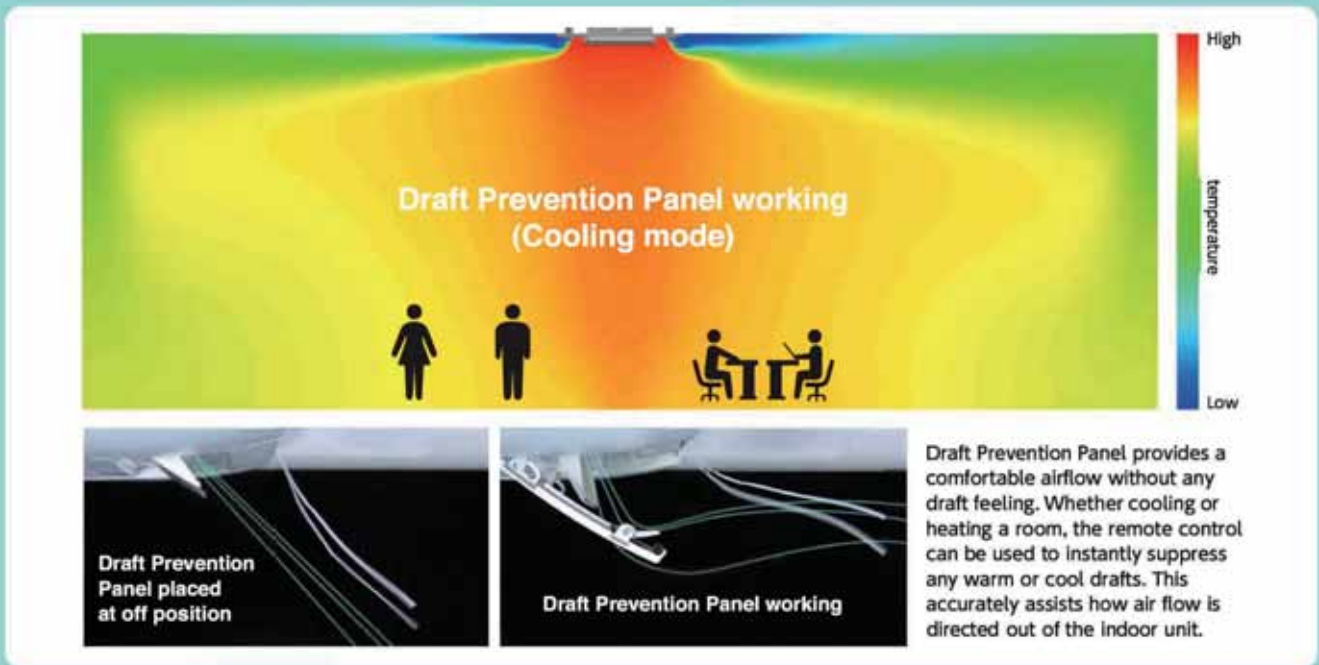 High
Draft Prevention Panel working
(Cooling mode)
temperature
Low
Draft Prevention
Panel placed
at off position
Draft Prevention Panel working
Draft Prevention Panel provides a
comfortable airflow without any
draft feeling. Whether cooling or
heating a room, the remote control
can be used to instantly suppress
any warm or cool drafts. This
accurately assists how air flow is
directed out of the indoor unit.